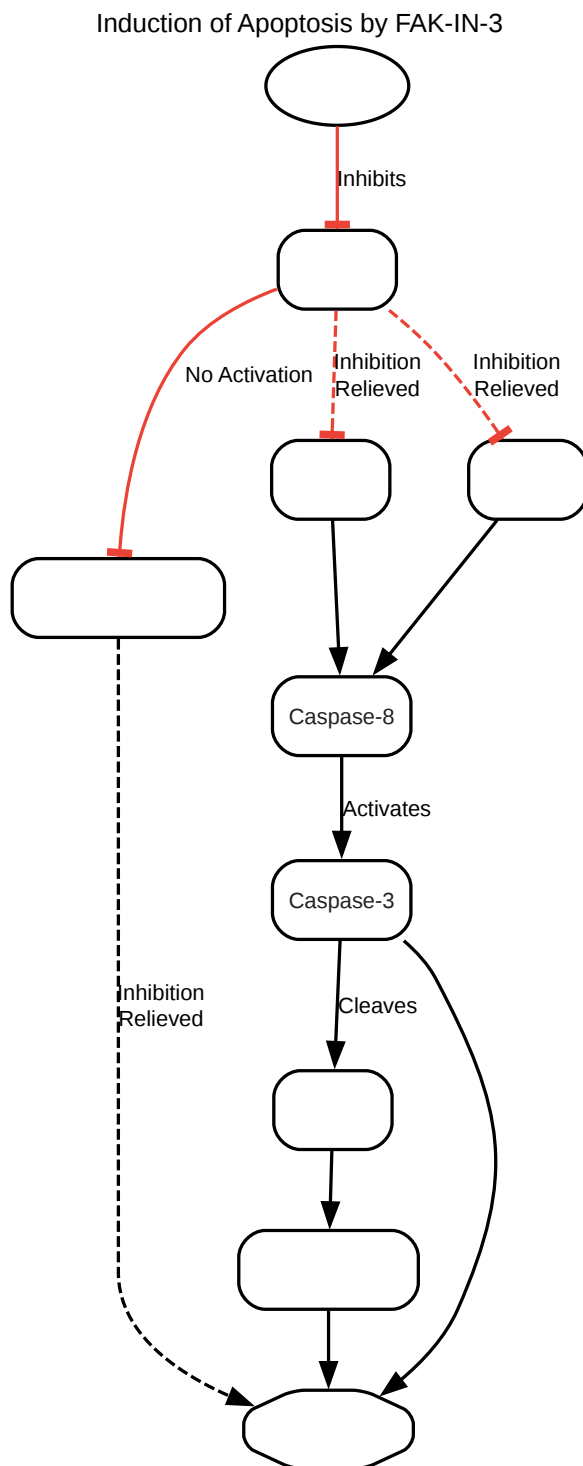 Induction of Apoptosis by FAK-IN-3
Inhibits
No Activation
Inhibition
Relieved
Inhibition
Relieved
Caspase-8
Activates
Caspase-3
Inhibition
Relieved
Cleaves